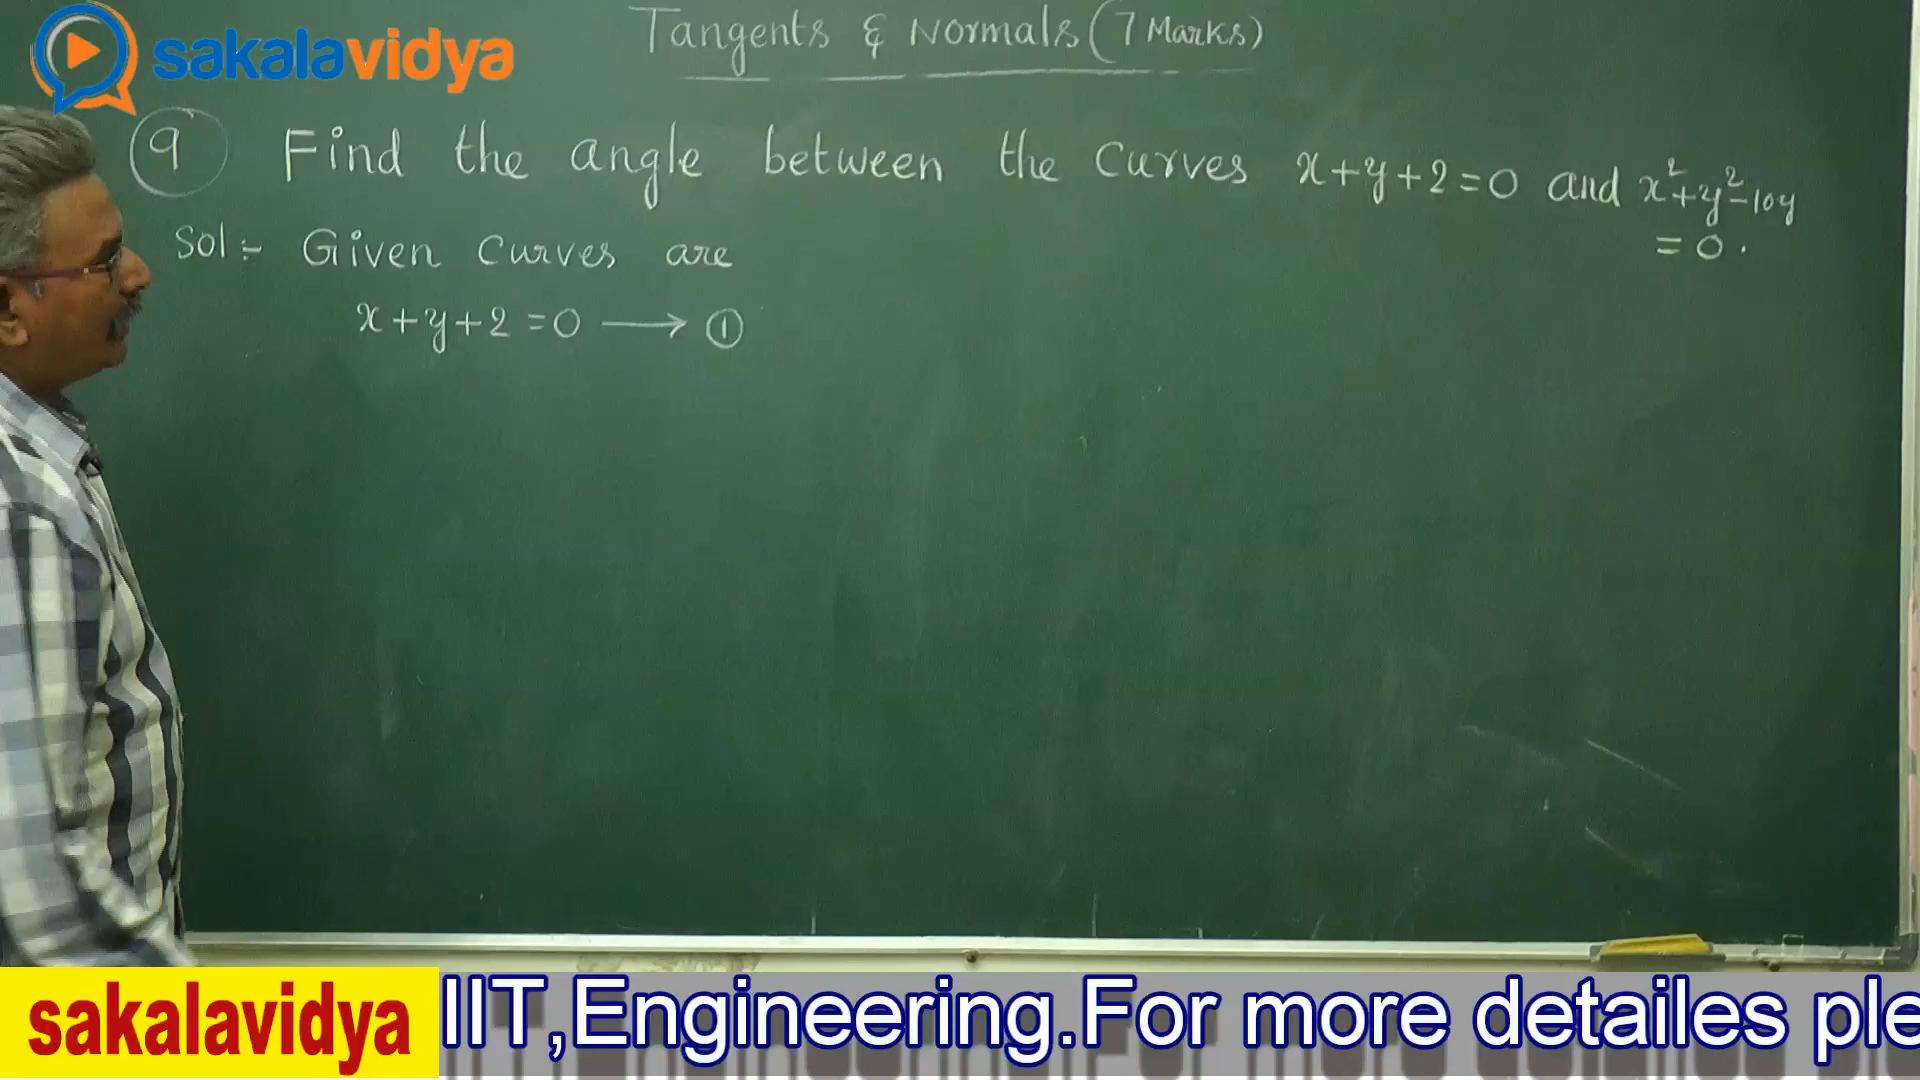 sakalavidya
Tangents & Normals (7 Marks)
9 Find the angle between the curves x+y+2=0 and x²+y²-10y
=0.
Sol:- Given curves are
x+y+2=0 ⟶ ①
sakalavidya IIT,Engineering.For more detailes ple